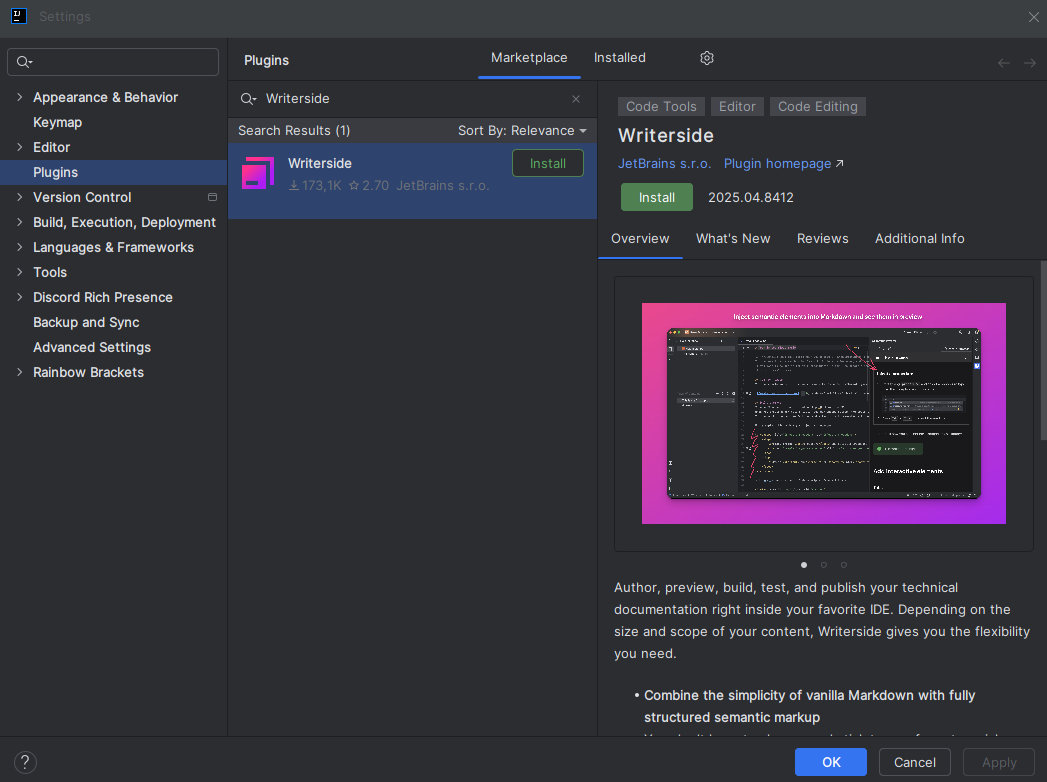 Settings
Plugins
Marketplace
Installed
Writerside
Search Results (1)
Sort By: Relevance
Writerside
Install
173,1K
2.70
JetBrains s.r.o.
Appearance & Behavior
Keymap
Editor
Plugins
Version Control
Build, Execution, Deployment
Languages & Frameworks
Tools
Discord Rich Presence
Backup and Sync
Advanced Settings
Rainbow Brackets
Code Tools
Editor
Code Editing
Writerside
JetBrains s.r.o.
Plugin homepage
Install
2025.04.8412
Overview
What's New
Reviews
Additional Info
Inject semantic elements into Markdown and see them in preview
Add interactive elements
Author, preview, build, test, and publish your technical
documentation right inside your favorite IDE. Depending on the
size and scope of your content, Writerside gives you the flexibility
you need.
• Combine the simplicity of vanilla Markdown with fully
structured semantic markup
?
OK
Cancel
Apply